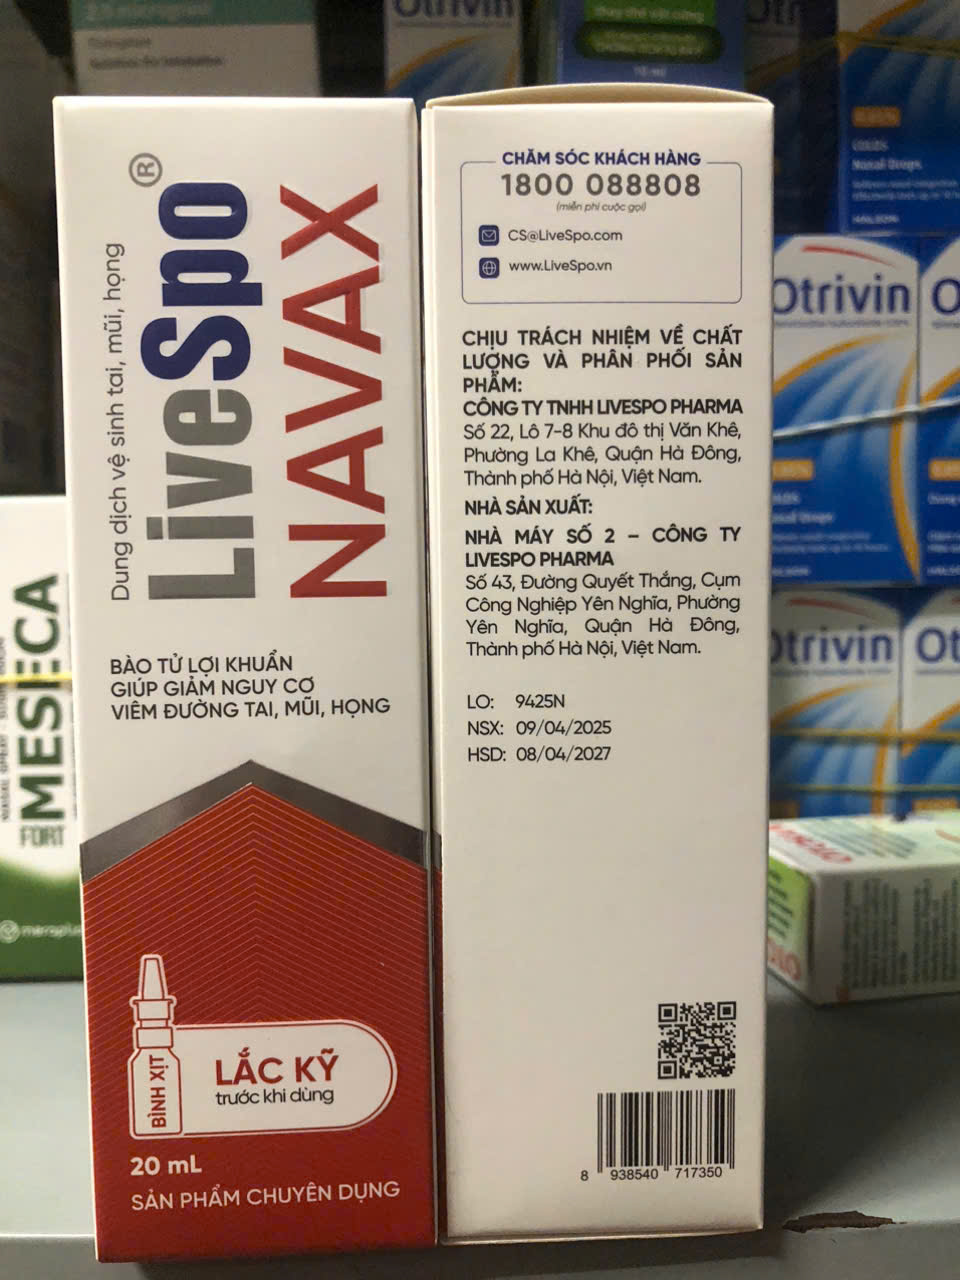 Dung dịch vệ sinh tai, mũi, họng
LiveSpo®
NAVAX
BÀO TỬ LỢI KHUẨN
GIÚP GIẢM NGUY CƠ
VIÊM ĐƯỜNG TAI, MŨI, HỌNG
BÌNH XỊT
LẮC KỸ
trước khi dùng
20 mL
SẢN PHẨM CHUYÊN DỤNG
CHĂM SÓC KHÁCH HÀNG
1800 088808
(miễn phí cuộc gọi)
CS@LiveSpo.com
www.LiveSpo.vn
CHỊU TRÁCH NHIỆM VỀ CHẤT
LƯỢNG VÀ PHÂN PHỐI SẢN
PHẨM:
CÔNG TY TNHH LIVESPO PHARMA
Số 22, Lô 7-8 Khu đô thị Văn Khê,
Phường La Khê, Quận Hà Đông,
Thành phố Hà Nội, Việt Nam.
NHÀ SẢN XUẤT:
NHÀ MÁY SỐ 2 – CÔNG TY
LIVESPO PHARMA
Số 43, Đường Quyết Thắng, Cụm
Công Nghiệp Yên Nghĩa, Phường
Yên Nghĩa, Quận Hà Đông,
Thành phố Hà Nội, Việt Nam.
LO: 9425N
NSX: 09/04/2025
HSD: 08/04/2027
8 938540 717350
MESECA
FORT
Otrivin
Otrivin
Otrivin
Nasal Drops